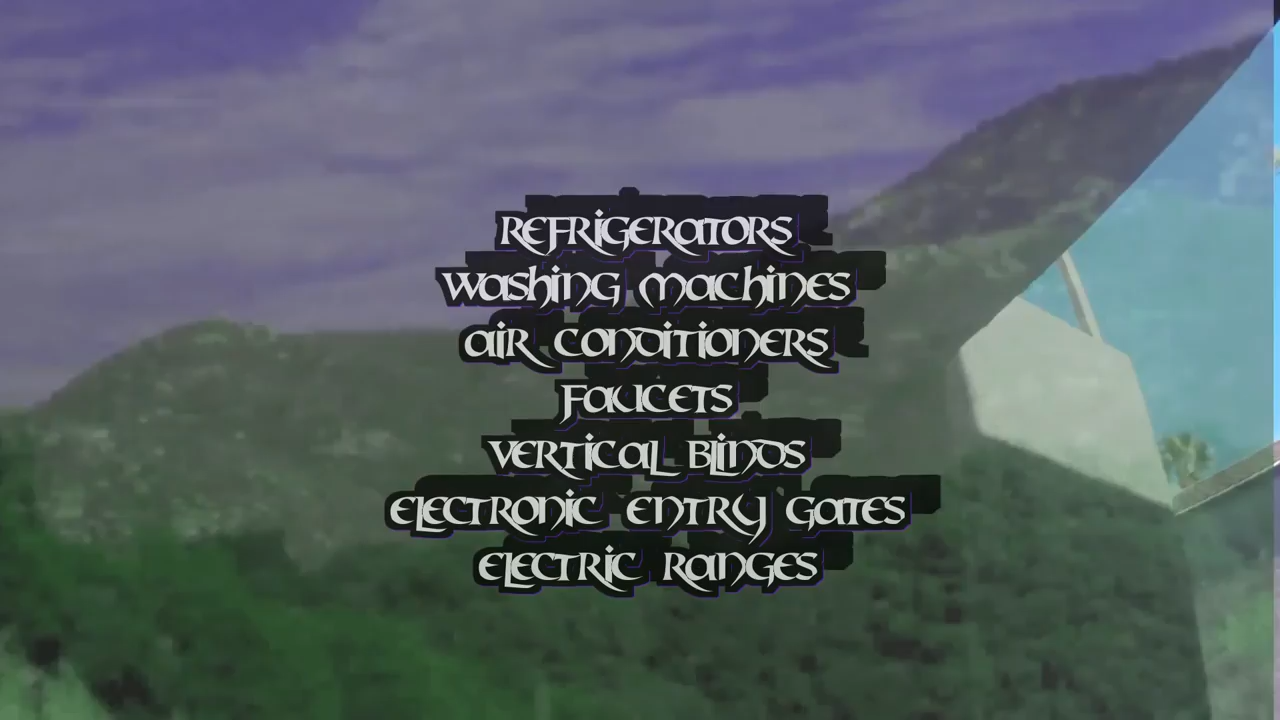 REFRIGERATORS
WASHING MACHINES
AIR CONDITIONERS
FAUCETS
VERTICAL BLINDS
ELECTRONIC ENTRY GATES
ELECTRIC RANGES